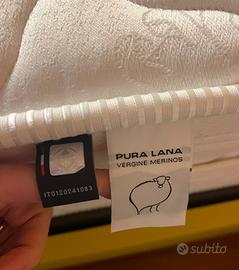 PURA LANA
VERGINE MERINOS
IT0120241083
subito